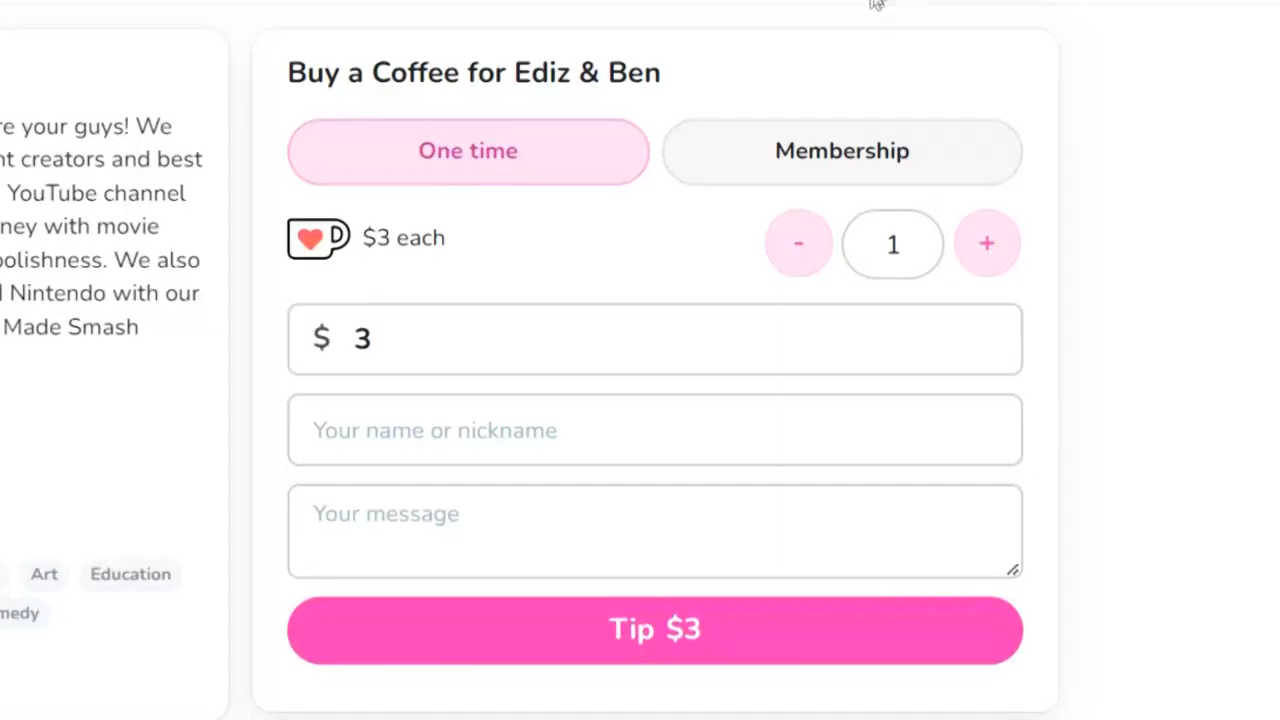 re your guys! We
nt creators and best
YouTube channel
ney with movie
oolishness. We also
Nintendo with our
Made Smash
Art Education
medy
Buy a Coffee for Ediz & Ben
One time Membership
$3 each - 1 +
$ 3
Your name or nickname
Your message
Tip $3